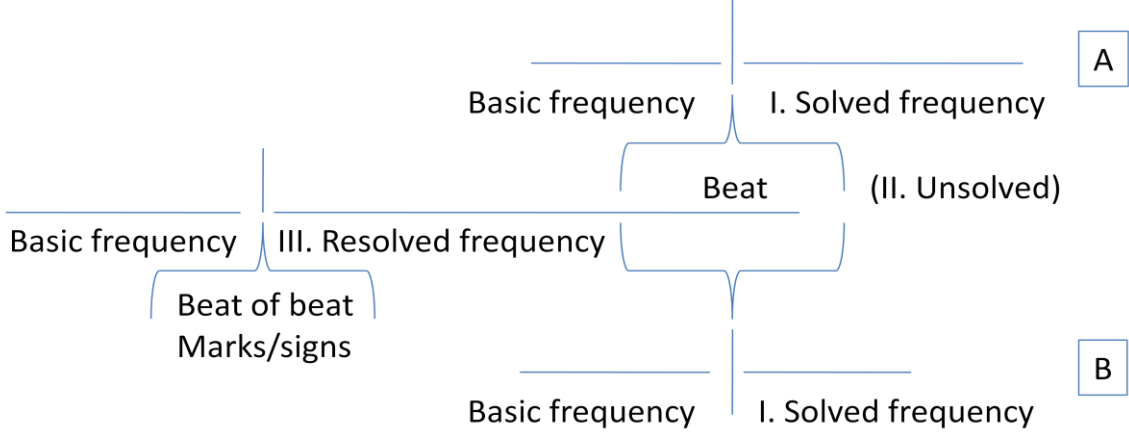 A
Basic frequency
I. Solved frequency
Beat
(II. Unsolved)
Basic frequency
III. Resolved frequency
Beat of beat
Marks/signs
B
Basic frequency
I. Solved frequency